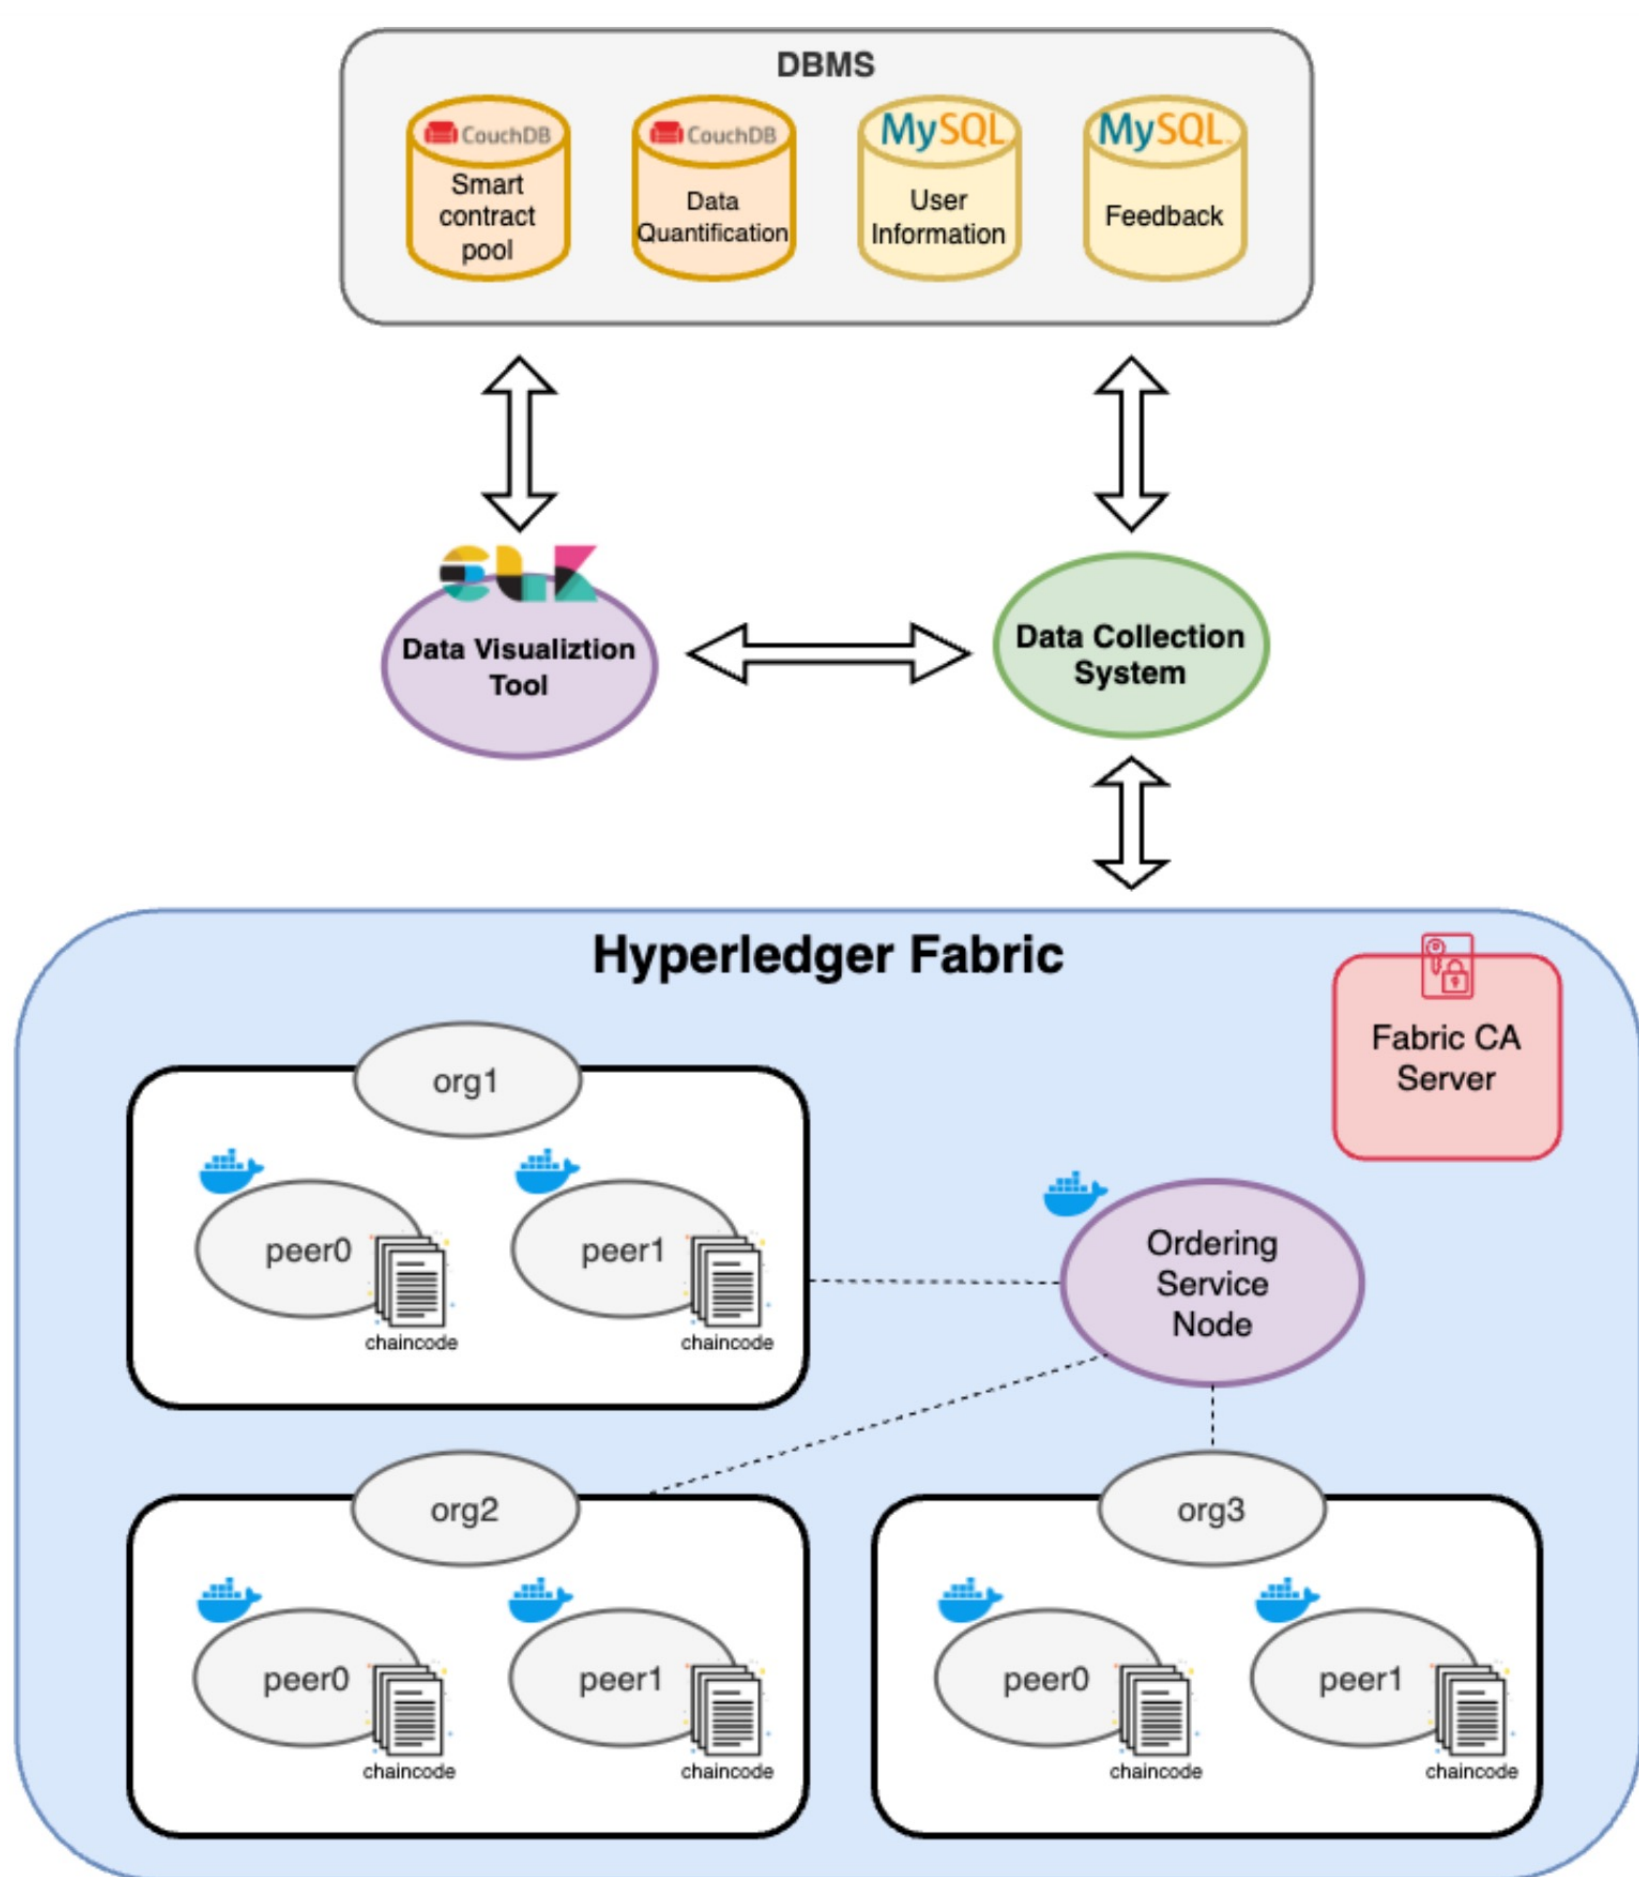 DBMS
CouchDB
CouchDB
MySQL
MySQL
Smart
contract
pool
Data
Quantification
User
Information
Feedback
Data Visualiztion
Tool
Data Collection
System
Hyperledger Fabric
Fabric CA
Server
org1
peer0
peer1
chaincode
chaincode
Ordering
Service
Node
org2
peer0
peer1
chaincode
chaincode
org3
peer0
peer1
chaincode
chaincode